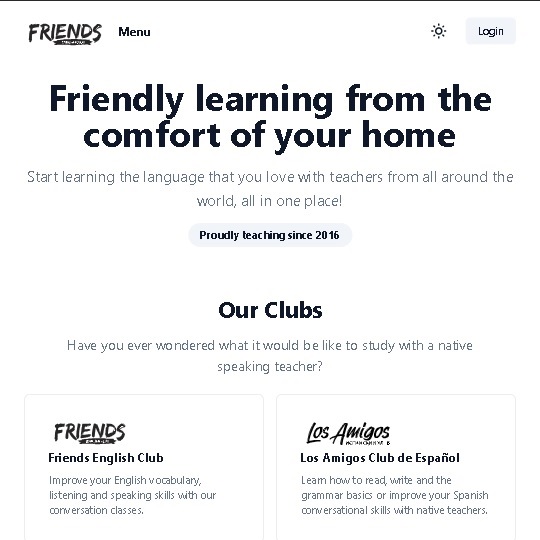 FRIENDS
Menu
Login
Friendly learning from the
comfort of your home
Start learning the language that you love with teachers from all around the
world, all in one place!
Proudly teaching since 2016
Our Clubs
Have you ever wondered what it would be like to study with a native
speaking teacher?
FRIENDS
Friends English Club
Improve your English vocabulary,
listening and speaking skills with our
conversation classes.
Los Amigos
Los Amigos Club de Español
Learn how to read, write and the
grammar basics or improve your Spanish
conversational skills with native teachers.